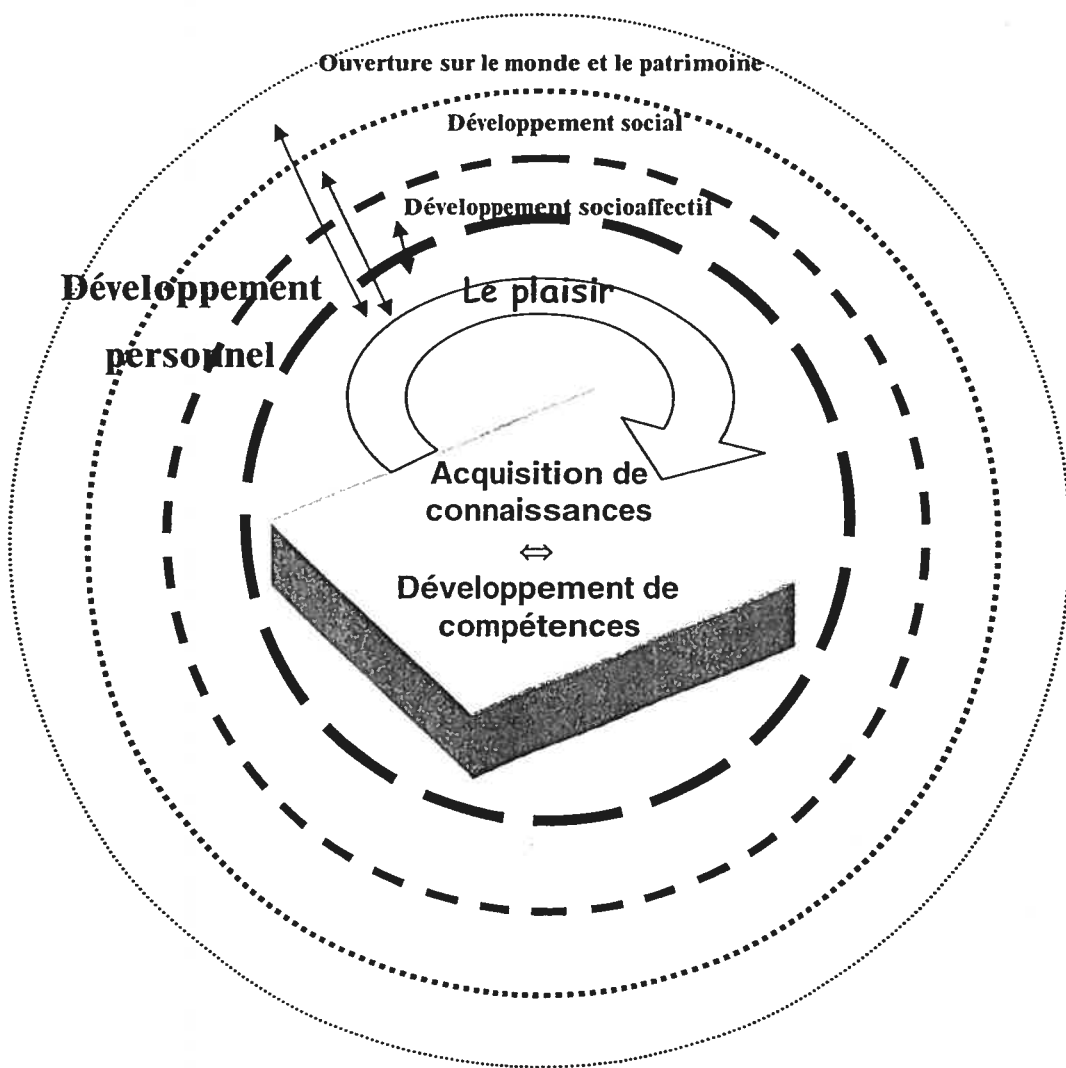 Ouverture sur le monde et le patrimoine
Développement social
Développement socioaffectif
Développement
personnel
Le plaisir
Acquisition de
connaissances
⇔
Développement de
compétences